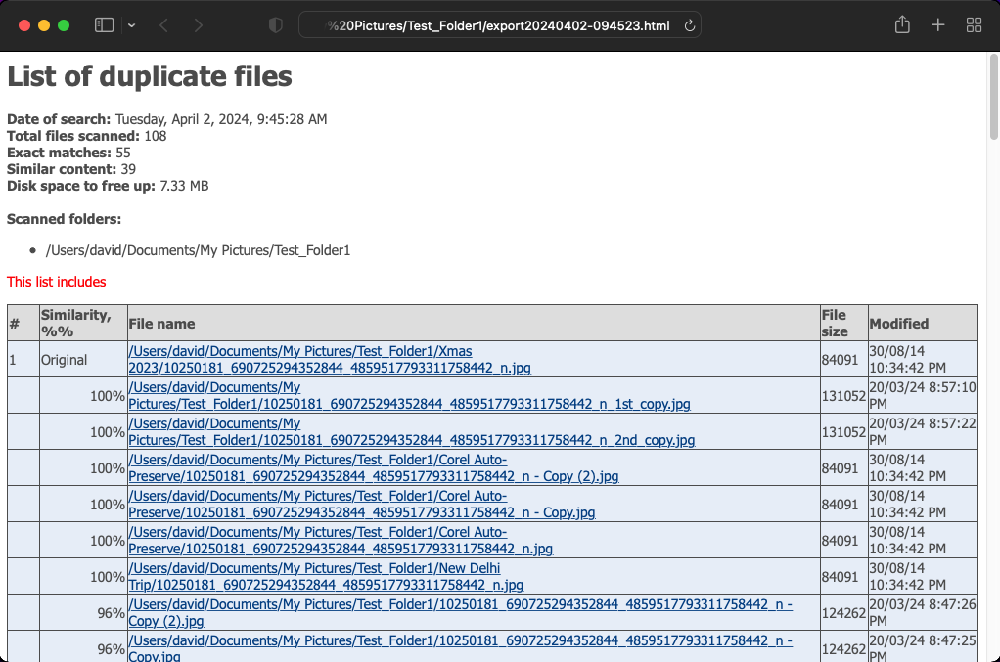 %20Pictures/Test_Folder1/export20240402-094523.html
List of duplicate files
Date of search: Tuesday, April 2, 2024, 9:45:28 AM
Total files scanned: 108
Exact matches: 55
Similar content: 39
Disk space to free up: 7.33 MB
Scanned folders:
• /Users/david/Documents/My Pictures/Test_Folder1
This list includes
# Similarity, %% File name File size Modified
1 Original /Users/david/Documents/My Pictures/Test_Folder1/Xmas 84091 30/08/14
2023/10250181_690725294352844_4859517793311758442_n.jpg 10:34:42 PM
100% /Users/david/Documents/My 131052 20/03/24 8:57:10
Pictures/Test_Folder1/10250181_690725294352844_4859517793311758442_n_1st_copy.jpg PM
100% /Users/david/Documents/My 131052 20/03/24 8:57:22
Pictures/Test_Folder1/10250181_690725294352844_4859517793311758442_n_2nd_copy.jpg PM
100% /Users/david/Documents/My Pictures/Test_Folder1/Corel Auto- 84091 30/08/14
Preserve/10250181_690725294352844_4859517793311758442_n - Copy (2).jpg 10:34:42 PM
100% /Users/david/Documents/My Pictures/Test_Folder1/Corel Auto- 84091 30/08/14
Preserve/10250181_690725294352844_4859517793311758442_n - Copy.jpg 10:34:42 PM
100% /Users/david/Documents/My Pictures/Test_Folder1/Corel Auto- 84091 30/08/14
Preserve/10250181_690725294352844_4859517793311758442_n.jpg 10:34:42 PM
100% /Users/david/Documents/My Pictures/Test_Folder1/New Delhi 84091 30/08/14
Trip/10250181_690725294352844_4859517793311758442_n.jpg 10:34:42 PM
96% /Users/david/Documents/My Pictures/Test_Folder1/10250181_690725294352844_4859517793311758442_n - 124262 20/03/24 8:47:26
Copy (2).jpg PM
96% /Users/david/Documents/My Pictures/Test_Folder1/10250181_690725294352844_4859517793311758442_n - 124262 20/03/24 8:47:25
Copy.jpg PM